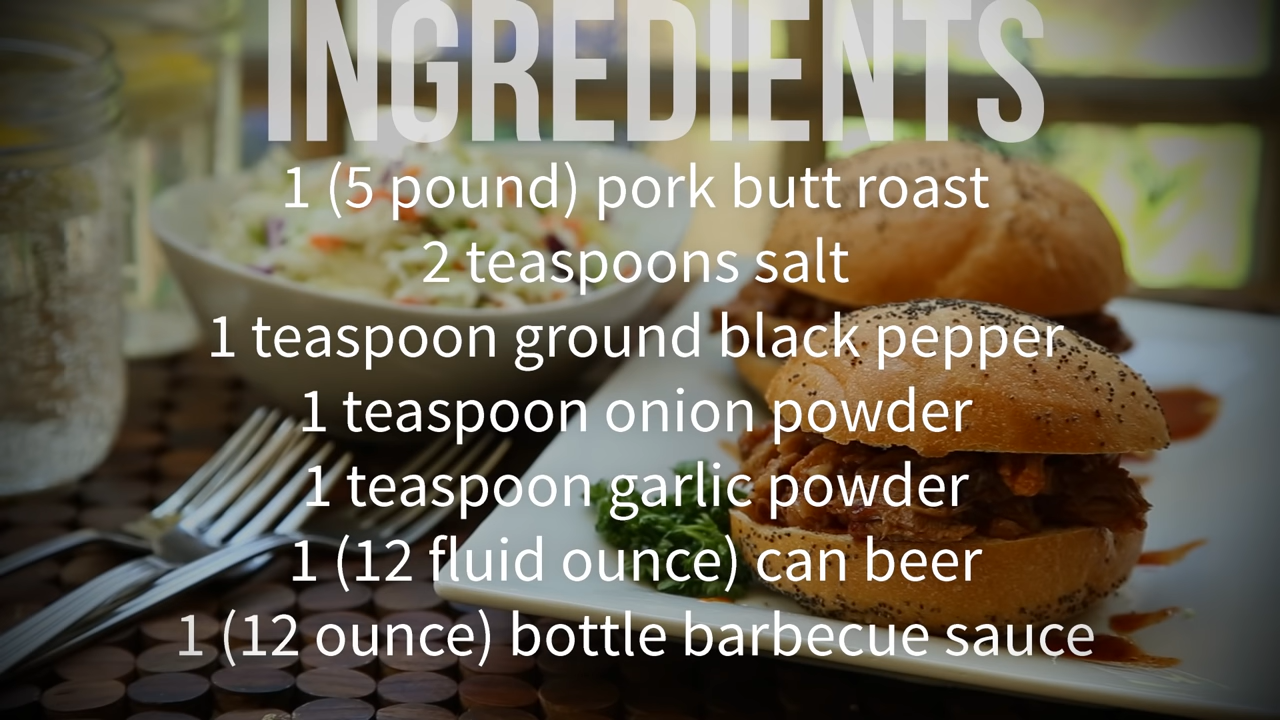 INGREDIENTS
1 (5 pound) pork butt roast
2 teaspoons salt
1 teaspoon ground black pepper
1 teaspoon onion powder
1 teaspoon garlic powder
1 (12 fluid ounce) can beer
1 (12 ounce) bottle barbecue sauce